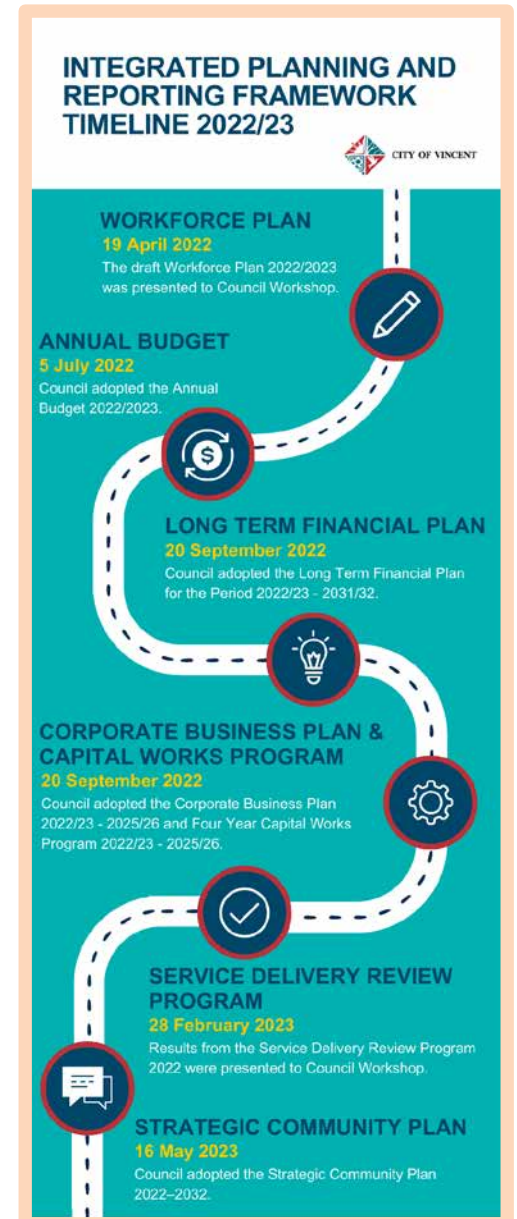 INTEGRATED PLANNING AND
REPORTING FRAMEWORK
TIMELINE 2022/23
CITY OF VINCENT
WORKFORCE PLAN
19 April 2022
The draft Workforce Plan 2022/2023
was presented to Council Workshop.
ANNUAL BUDGET
5 July 2022
Council adopted the Annual
Budget 2022/2023.
$
LONG TERM FINANCIAL PLAN
20 September 2022
Council adopted the Long Term Financial Plan
for the Period 2022/23 - 2031/32.
CORPORATE BUSINESS PLAN &
CAPITAL WORKS PROGRAM
20 September 2022
Council adopted the Corporate Business Plan
2022/23 - 2025/26 and Four Year Capital Works
Program 2022/23 - 2025/26.
SERVICE DELIVERY REVIEW
PROGRAM
28 February 2023
Results from the Service Delivery Review Program
2022 were presented to Council Workshop.
STRATEGIC COMMUNITY PLAN
16 May 2023
Council adopted the Strategic Community Plan
2022–2032.